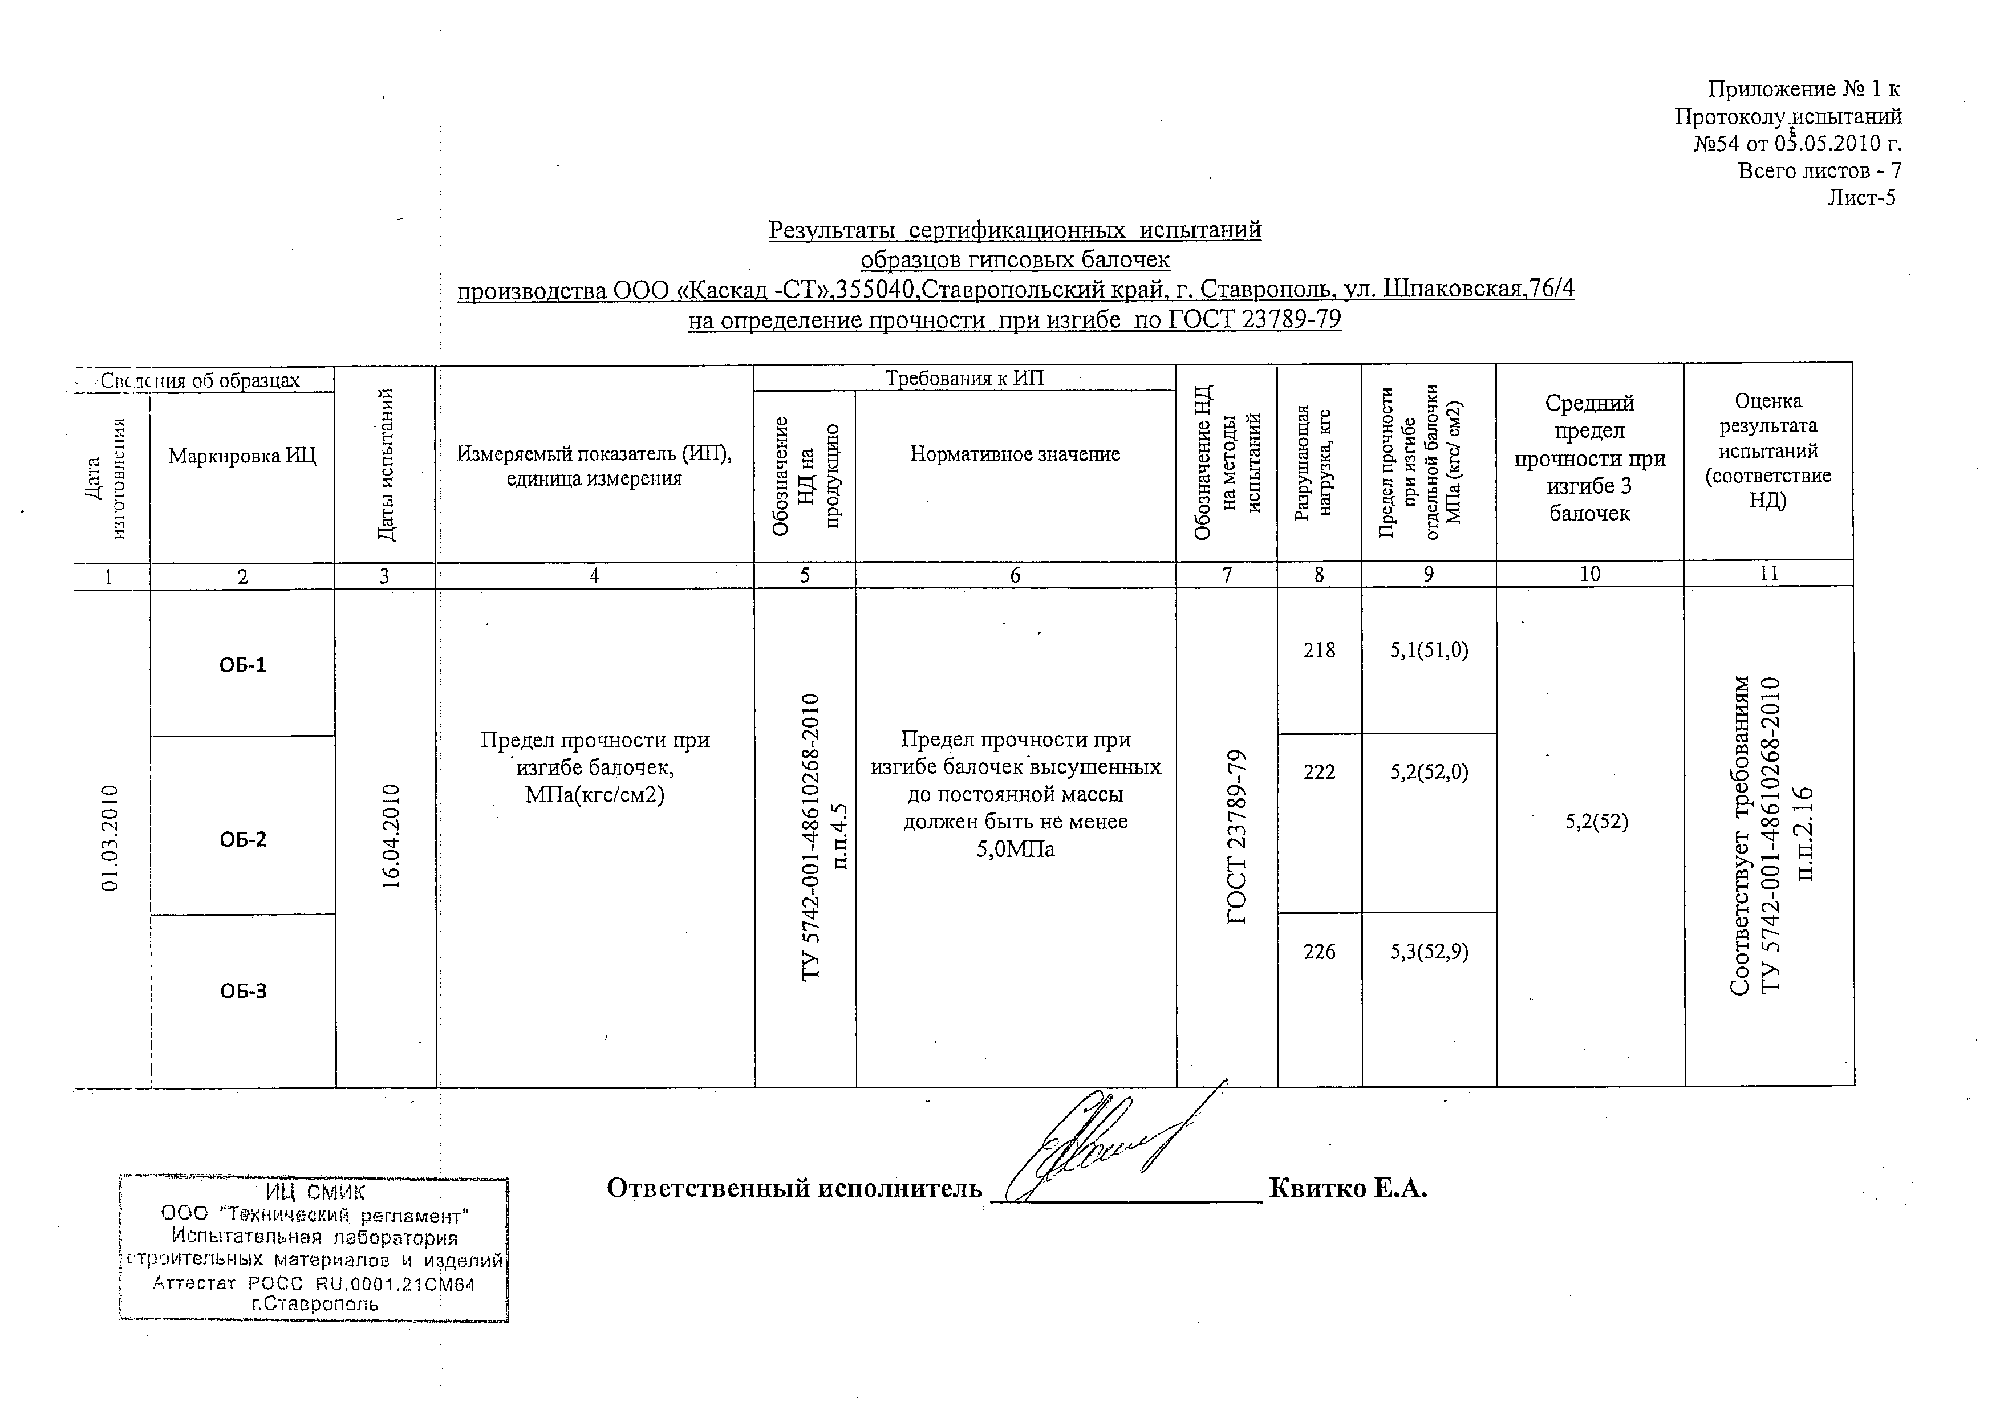 Приложение № 1 к
Протоколу испытаний
№54 от 05.05.2010 г.
Всего листов - 7
Лист-5
Результаты сертификационных испытаний
образцов гипсовых балочек
производства ООО «Каскад -СТ»,355040,Ставропольский край, г. Ставрополь, ул. Шпаковская,76/4
на определение прочности при изгибе по ГОСТ 23789-79
Сведения об образцах
Дата
изготовления
Маркировка ИЦ
Даты испытаний
Измеряемый показатель (ИП),
единица измерения
Требования к ИП
Обозначение
НД на
продукцию
Нормативное значение
Обозначение НД
на методы
испытаний
Разрушающая
нагрузка, кгс
Предел прочности
при изгибе
отдельной балочки
МПа (кгс/ см2)
Средний
предел
прочности при
изгибе 3
балочек
Оценка
результата
испытаний
(соответствие
НД)
1 2 3 4 5 6 7 8 9 10 11
01.03.2010
ОБ-1
ОБ-2
ОБ-3
16.04.2010
Предел прочности при
изгибе балочек,
МПа(кгс/см2)
ТУ 5742-001-48610268-2010
п.п.4.5
Предел прочности при
изгибе балочек высушенных
до постоянной массы
должен быть не менее
5,0МПа
ГОСТ 23789-79
218 5,1(51,0)
222 5,2(52,0)
226 5,3(52,9)
5,2(52)
Соответствует требованиям
ТУ 5742-001-48610268-2010
п.п.2.16
Ответственный исполнитель Квитко Е.А.
ИЦ СМИК
ООО "Технический регламент"
Испытательная лаборатория
строительных материалов и изделий
Аттестат РОСС RU.0001.21СМ64
г.Ставрополь